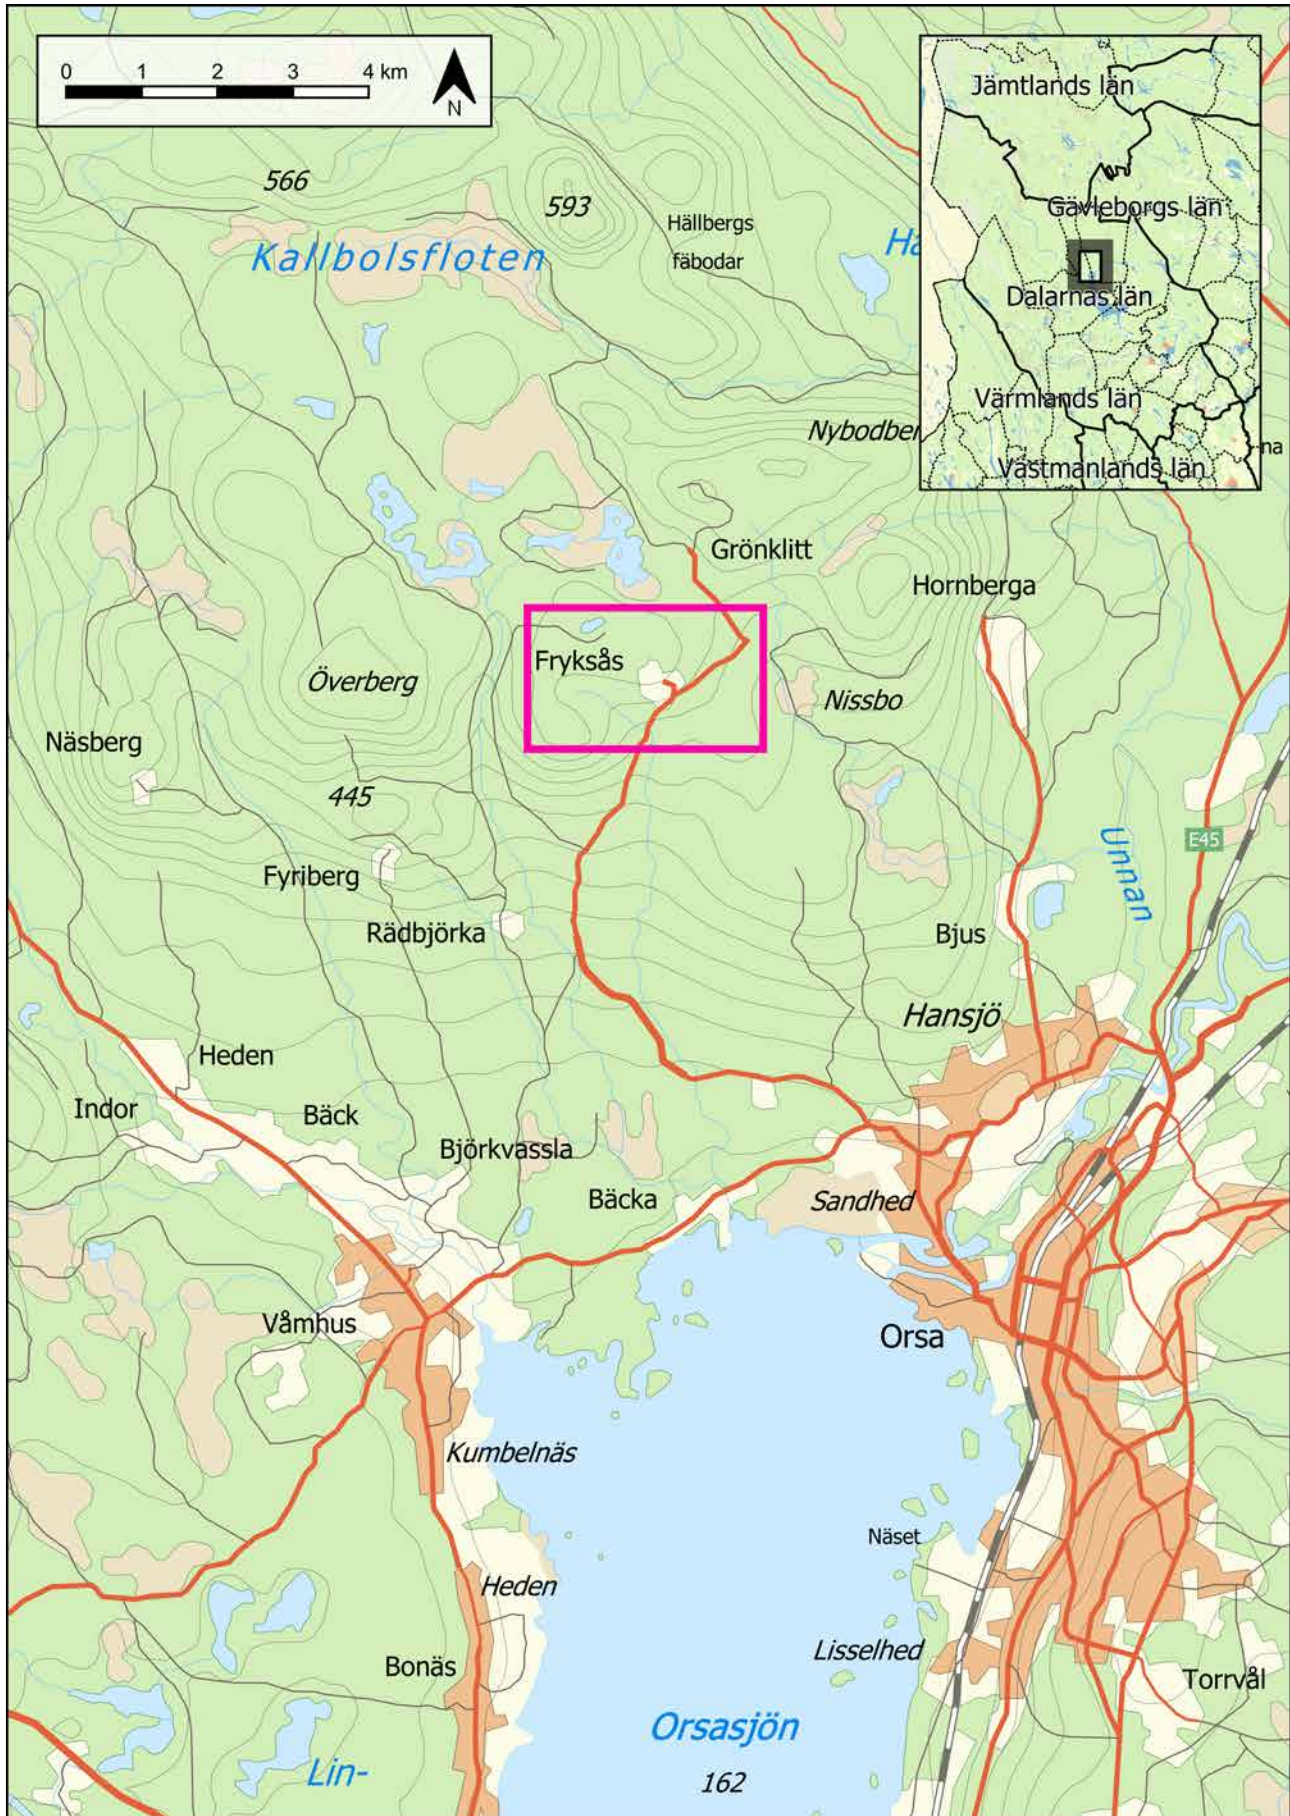 0 1 2 3 4 km
N
Jämtlands län
Gävleborgs län
Dalarnas län
Värmlands län
Västmanlands län
566
593
Hällbergs
fäbodar
Kallbolsfloten
Ha
Nybodber
na
Grönklitt
Hornberga
Fryksås
Överberg
Nissbo
Näsberg
445
E45
Unnan
Fyriberg
Rädbjörka
Bjus
Hansjö
Heden
Indor
Bäck
Björkvassla
Bäcka
Sandhed
Våmhus
Orsa
Kumbelnäs
Näset
Heden
Lisselhed
Bonäs
Torrvål
Orsasjön
Lin-
162